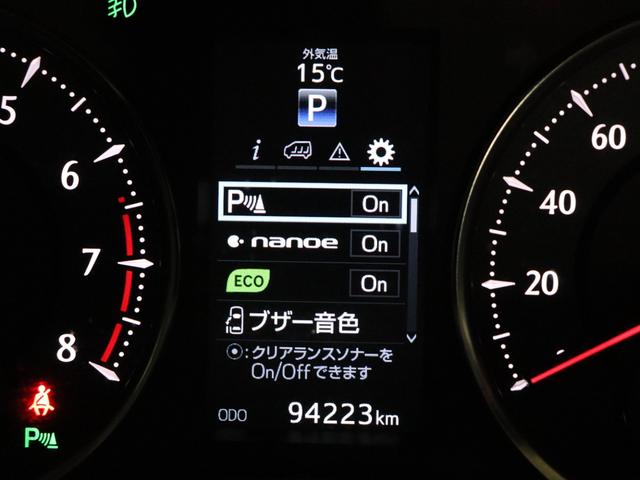 外気温
15℃
P
i
P On
nanoe On
ECO On
ブザー音色
:クリアランスソナーを
On/Offできます
ODO 94223km
5
6
7
8
P
60
40
20